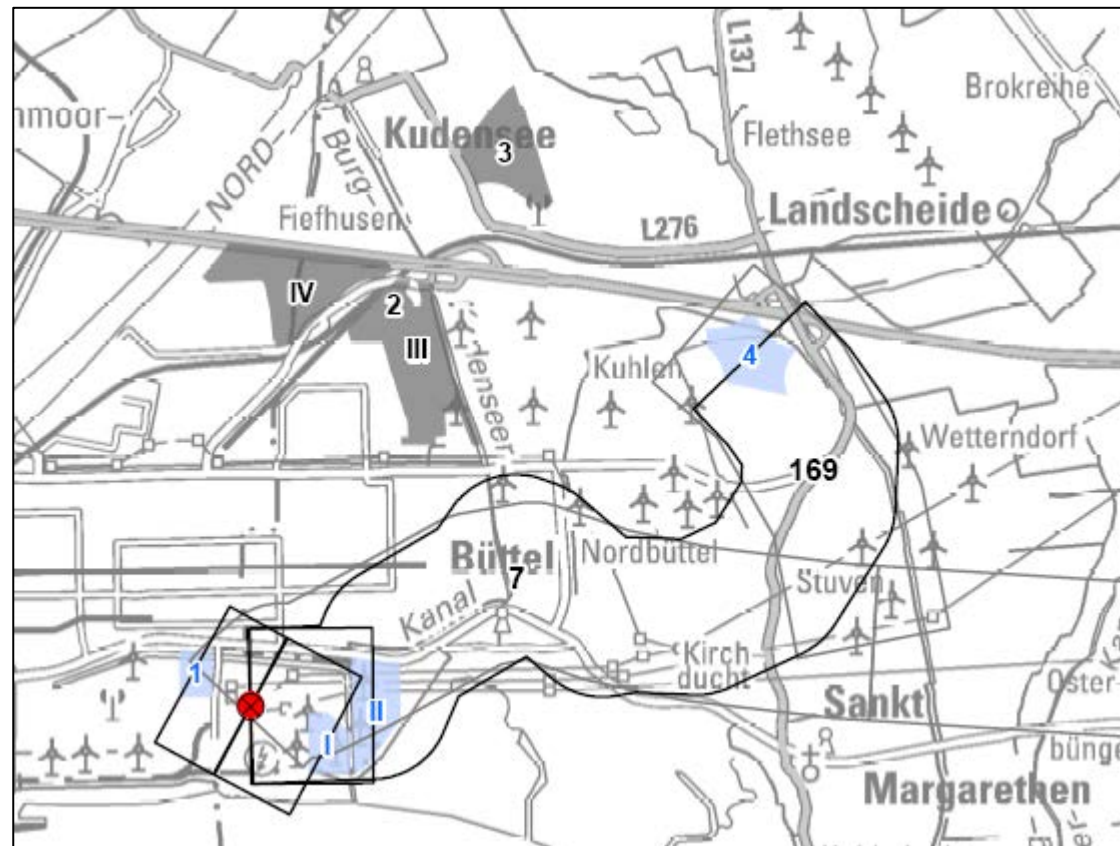 L137
Brokreihe
nmoor
Kudensee
Flethsee
NORD
Burg
3
Fiefhusen
L276
Landscheide
IV
2
III
Kuhlen
4
enseer
Wetterndorf
169
Büttel
Nordbüttel
7
Stuven
Kanal
1
Kirch
ducht
Oster-
II
Sankt
I
bünge
Margarethen